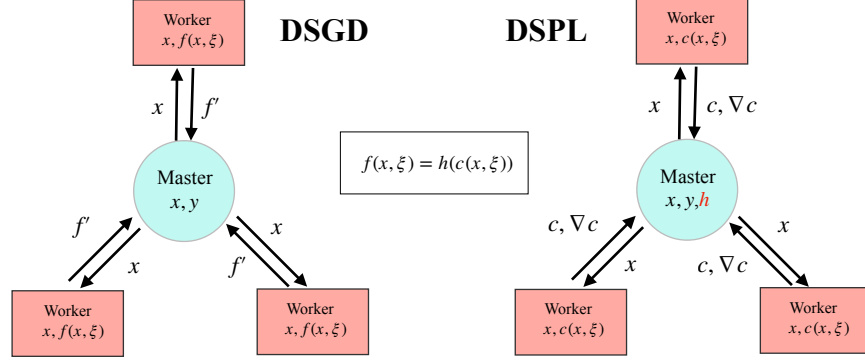 Worker
x, f(x, ξ)
DSGD
x
f′
Master
x, y
f′
x
x
f′
Worker
x, f(x, ξ)
Worker
x, f(x, ξ)
f(x, ξ) = h(c(x, ξ))
DSPL
Worker
x, c(x, ξ)
x
c, ∇c
Master
x, y,h
c, ∇c
x
x
c, ∇c
Worker
x, c(x, ξ)
Worker
x, c(x, ξ)